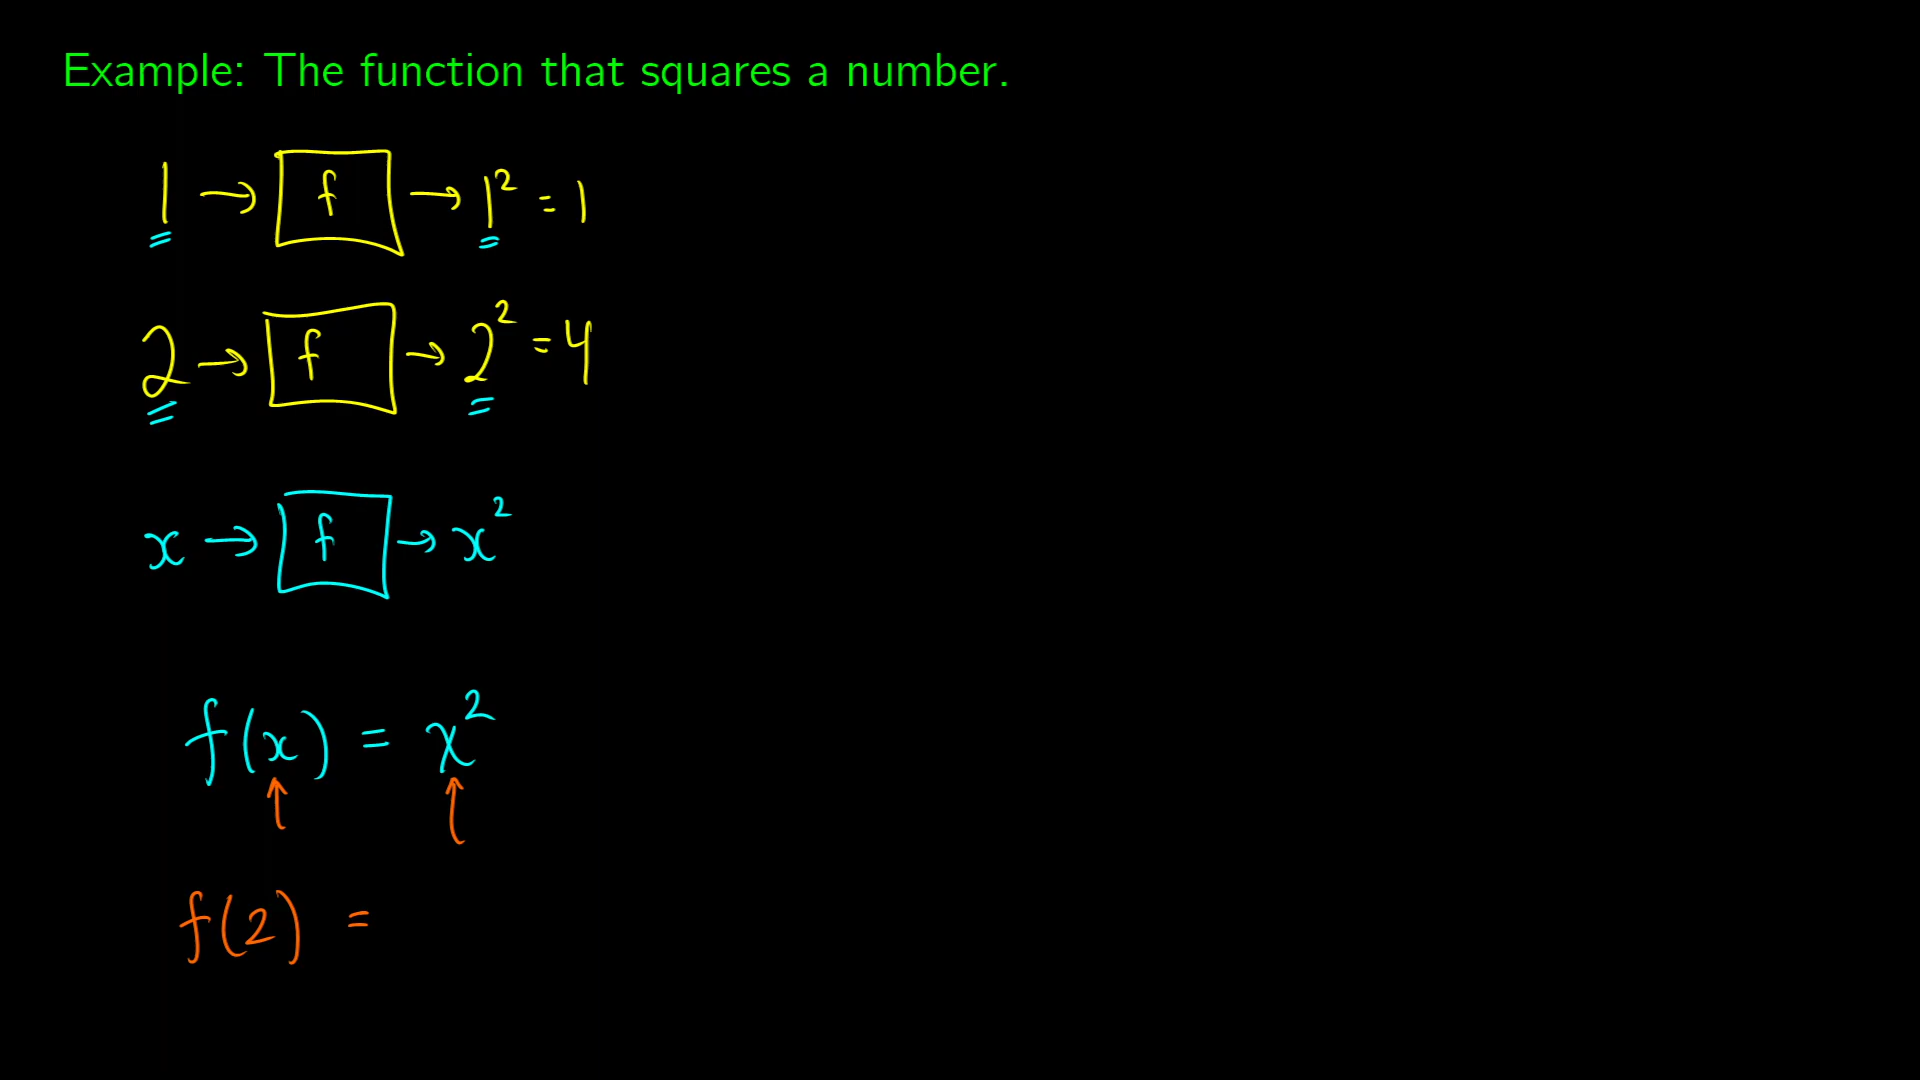 Example: The function that squares a number.
1 → f → 1² = 1
2 → f → 2² = 4
x → f → x²
f(x) = x²
f(2) =